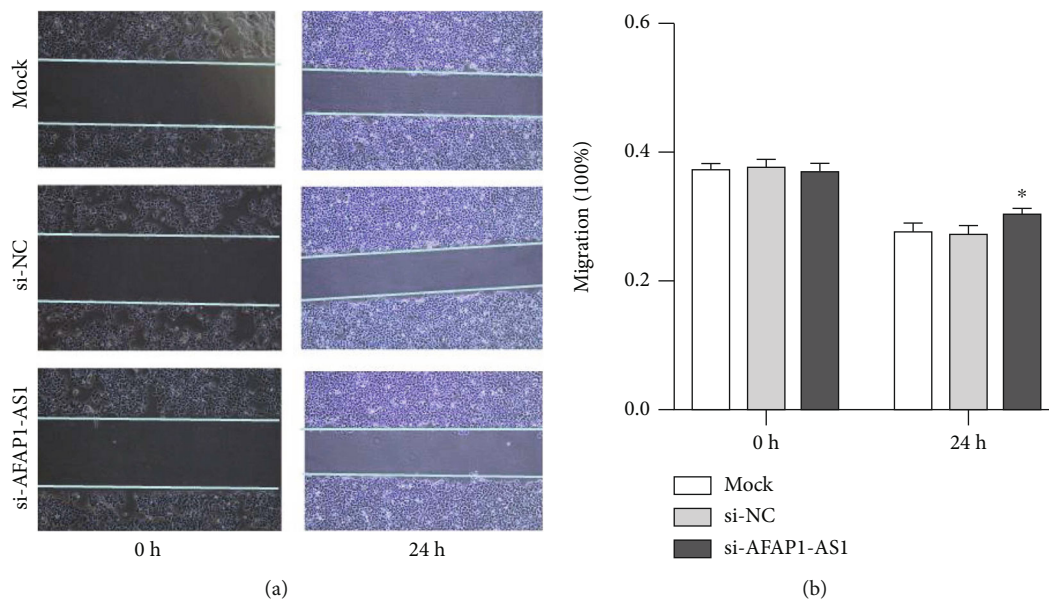 Mock
si-NC
si-AFAP1-AS1
0 h
24 h
(a)
Migration (100%)
0.6
0.4
0.2
0.0
*
0 h
24 h
Mock
si-NC
si-AFAP1-AS1
(b)